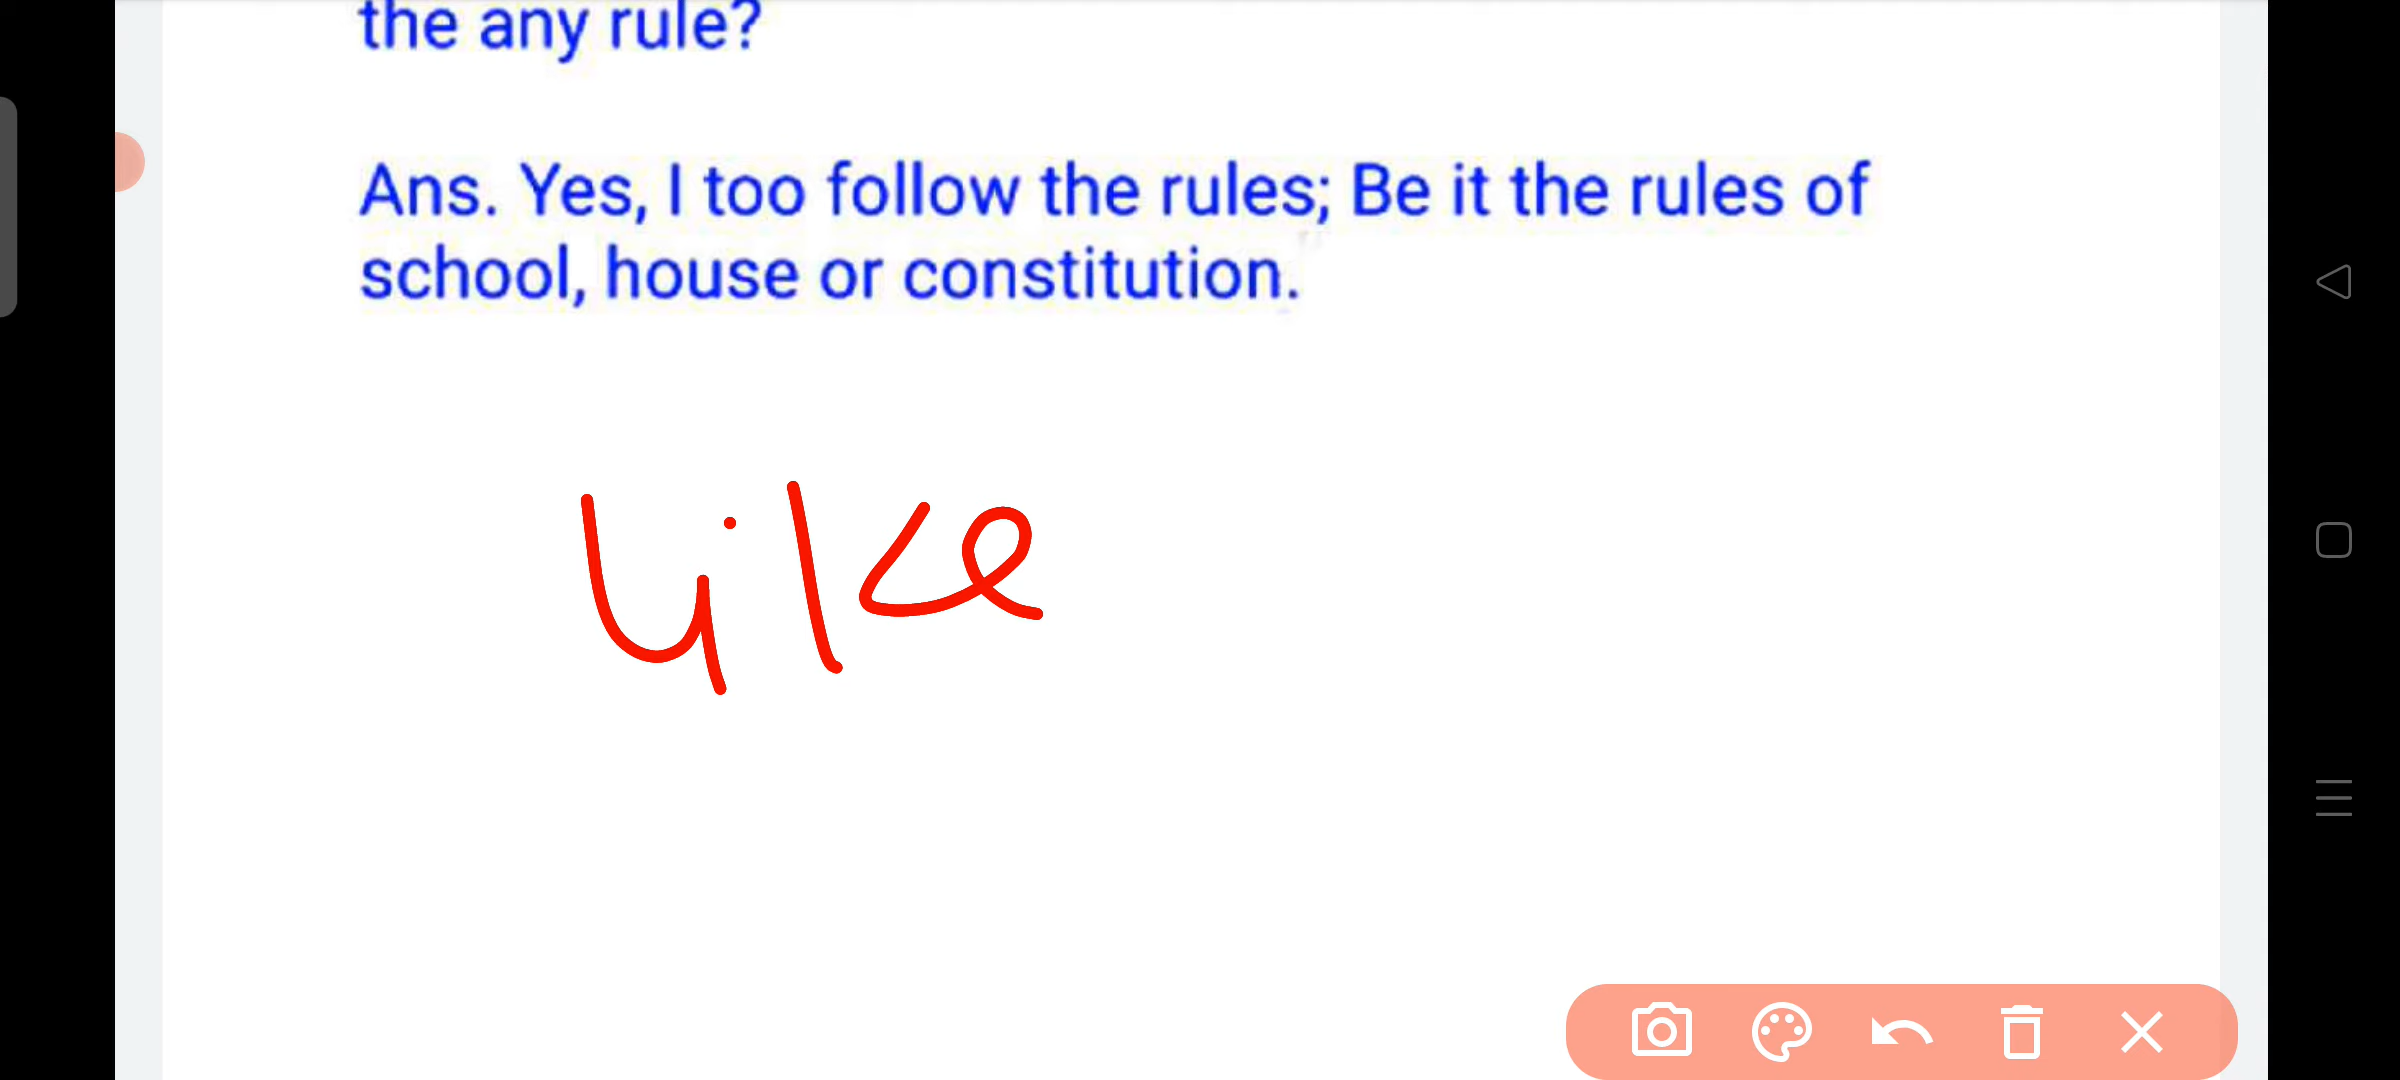 the any rule?
Ans. Yes, I too follow the rules; Be it the rules of
school, house or constitution.
Like